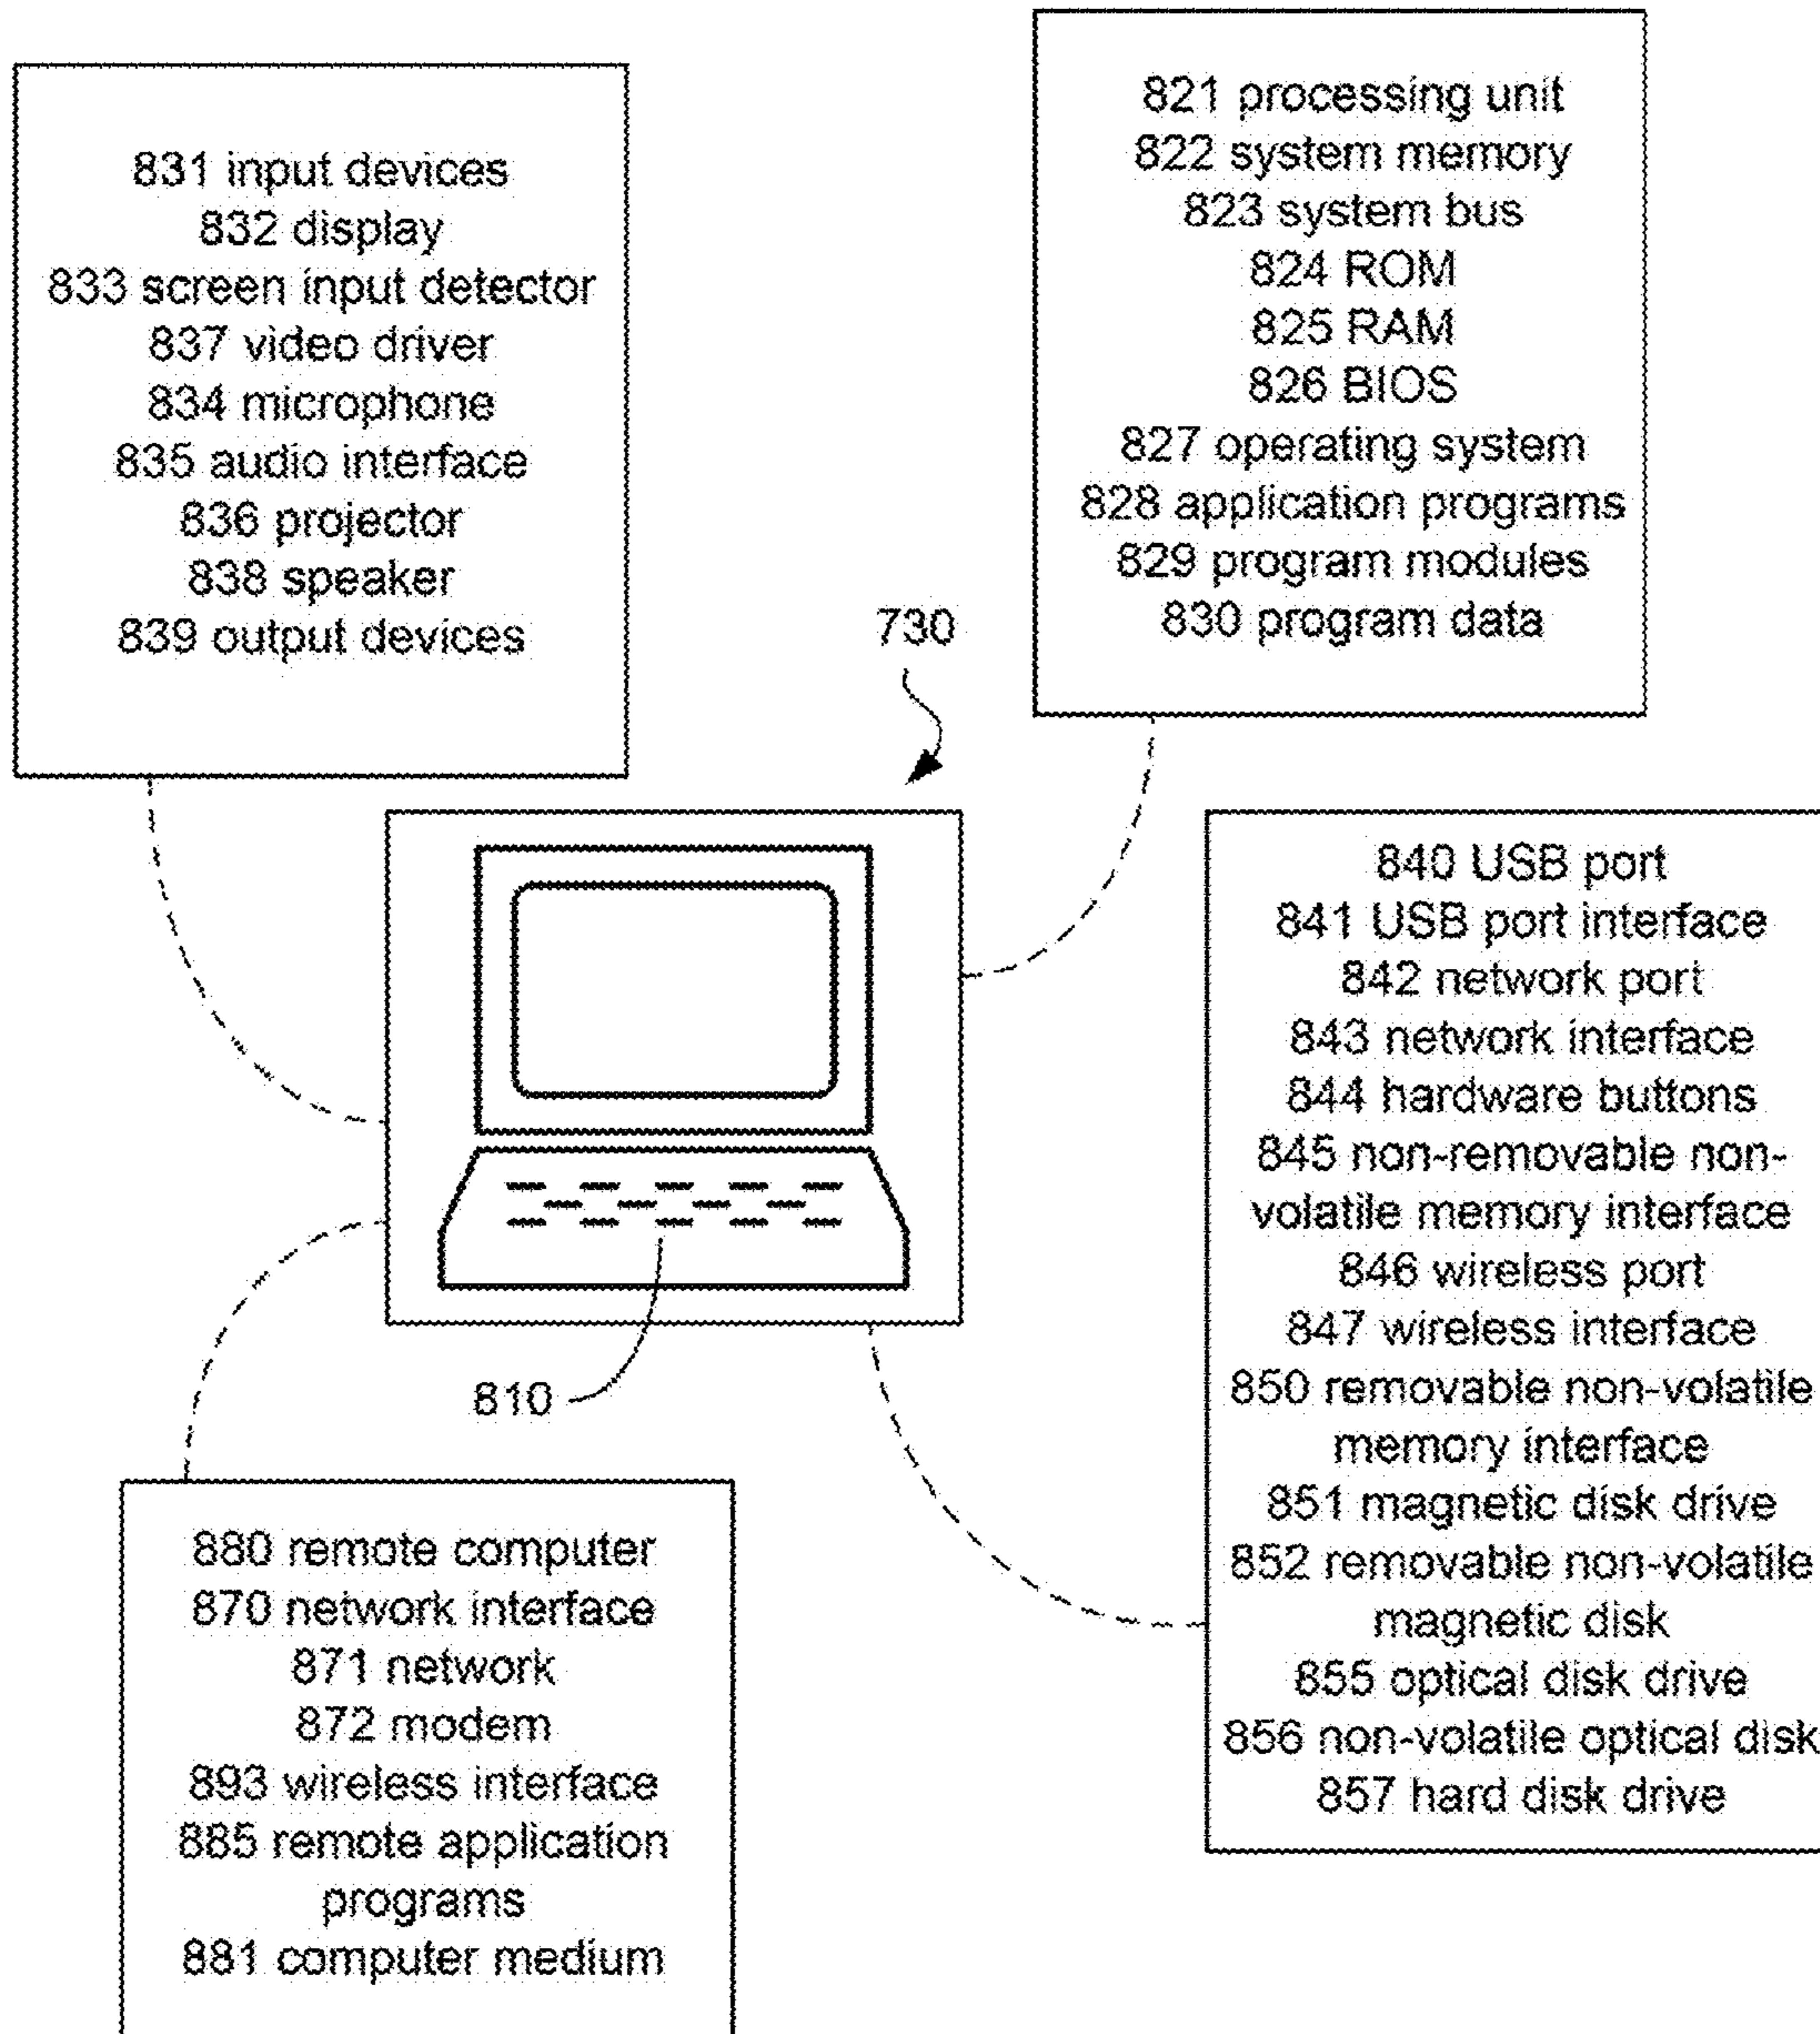 831 input devices
832 display
833 screen input detector
837 video driver
834 microphone
835 audio interface
836 projector
838 speaker
839 output devices
821 processing unit
822 system memory
823 system bus
824 ROM
825 RAM
826 BIOS
827 operating system
828 application programs
829 program modules
830 program data
730
810
840 USB port
841 USB port interface
842 network port
843 network interface
844 hardware buttons
845 non-removable non-
volatile memory interface
846 wireless port
847 wireless interface
850 removable non-volatile
memory interface
851 magnetic disk drive
852 removable non-volatile
magnetic disk
855 optical disk drive
856 non-volatile optical disk
857 hard disk drive
880 remote computer
870 network interface
871 network
872 modem
893 wireless interface
885 remote application
programs
881 computer medium